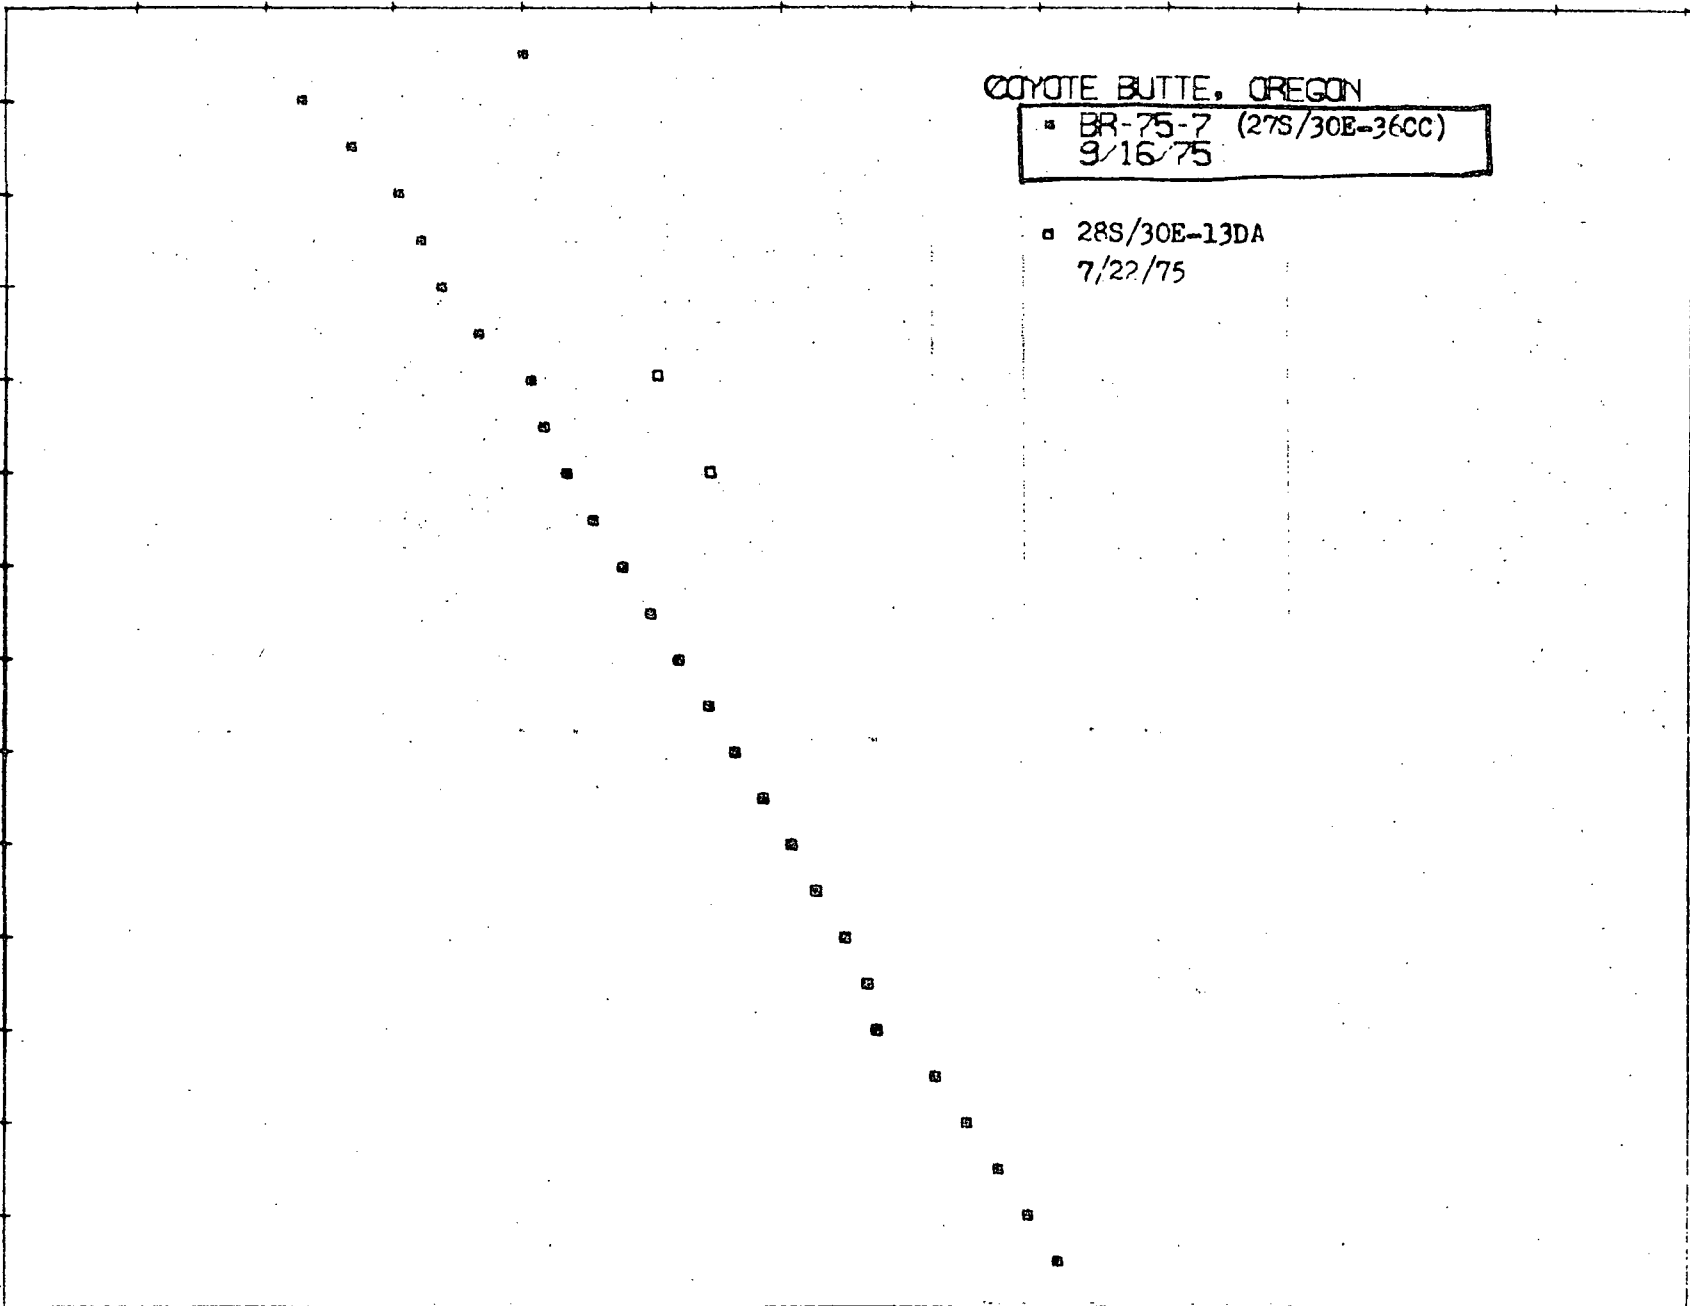 COYOTE BUTTE, OREGON
BR-75-7 (27S/30E-36CC)
9/16/75
28S/30E-13DA
7/22/75